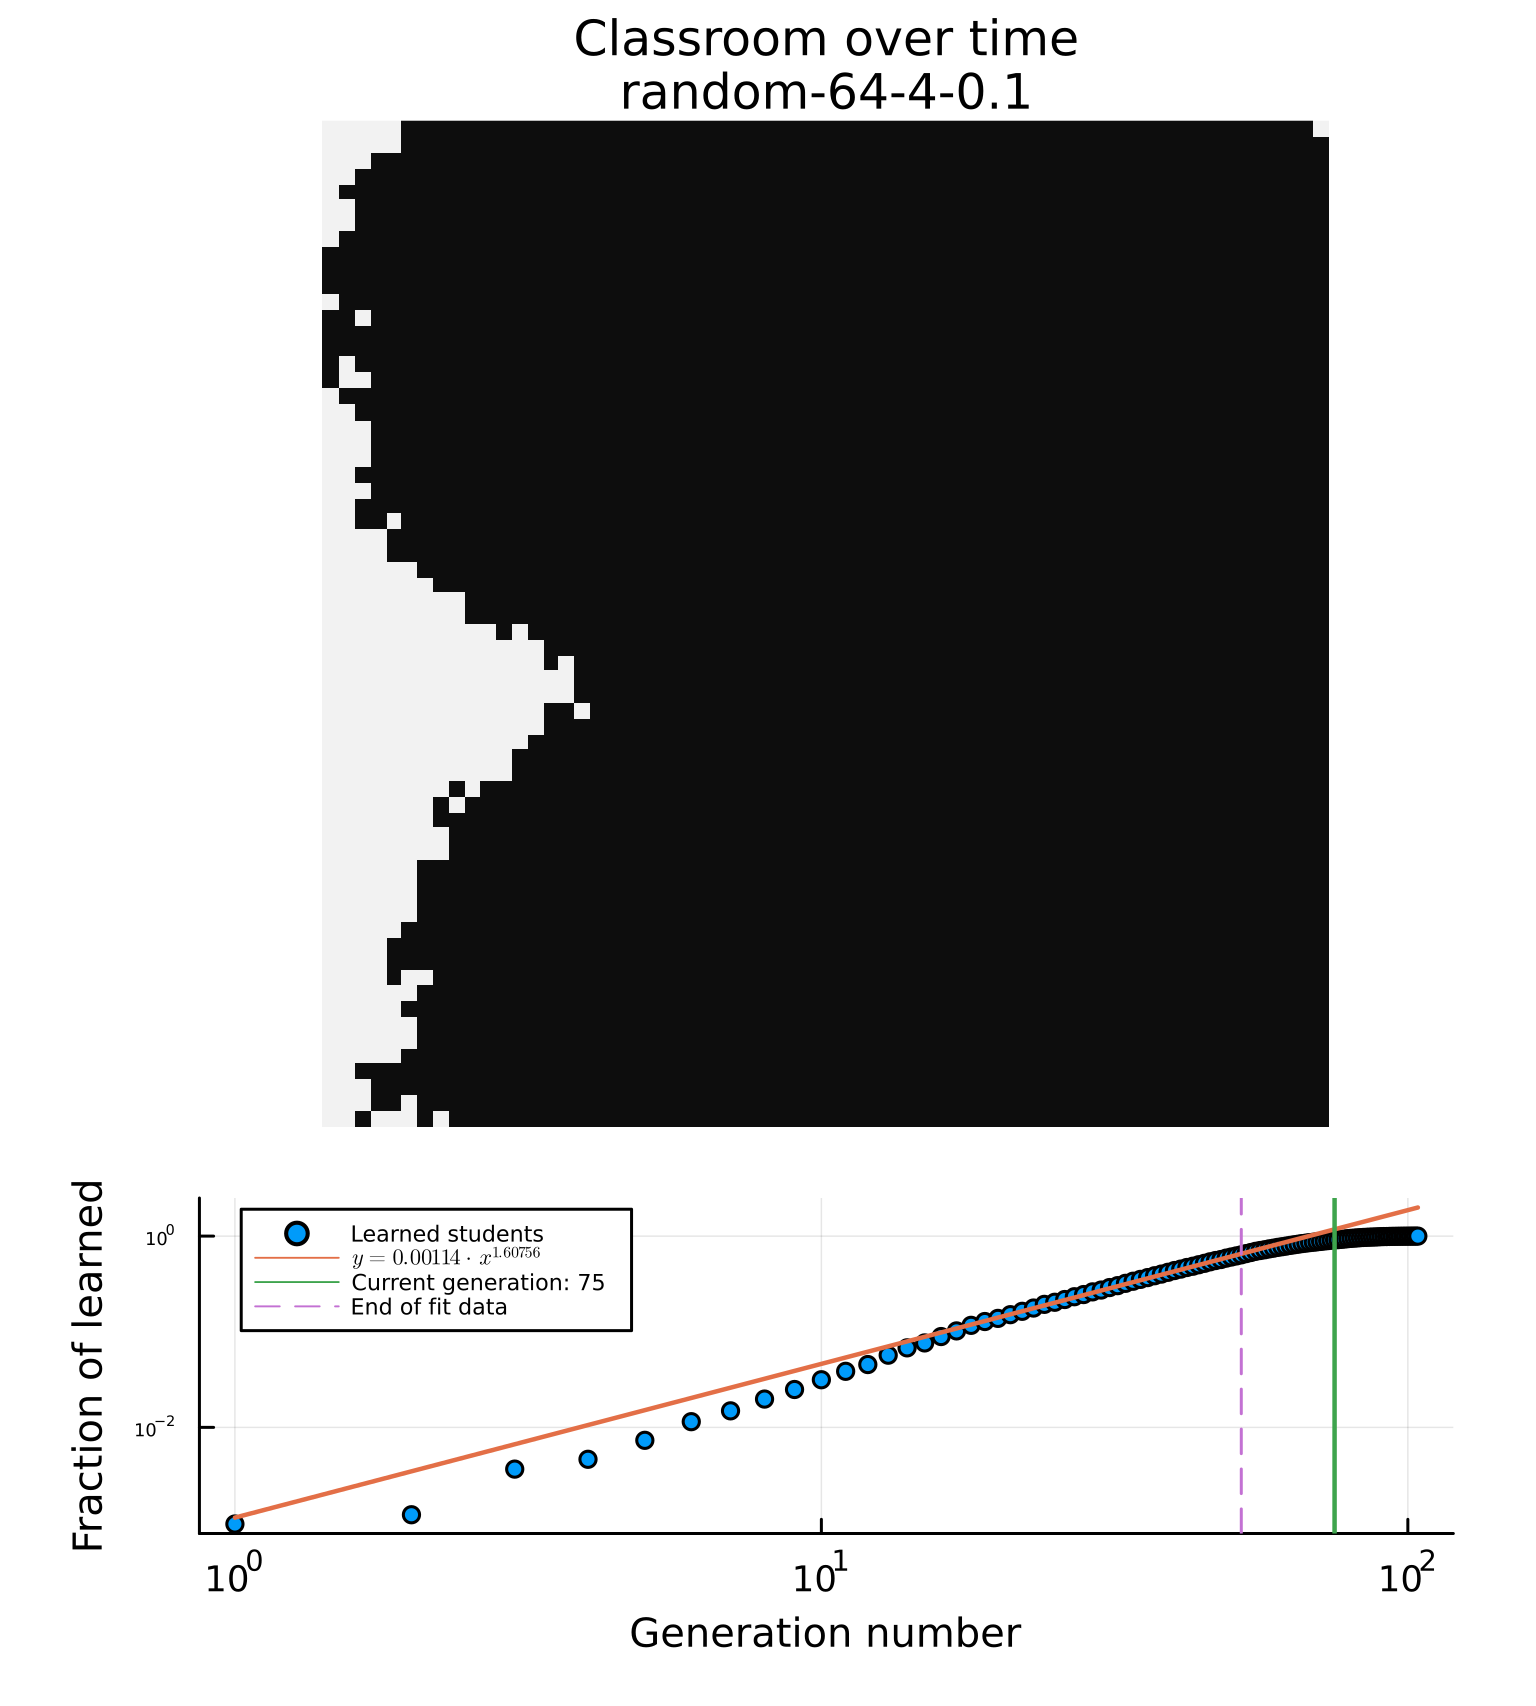 Classroom over time
random-64-4-0.1
Fraction of learned
10^0
10^-2
Learned students
y = 0.00114 · x^1.60756
Current generation: 75
End of fit data
10^0
10^1
10^2
Generation number